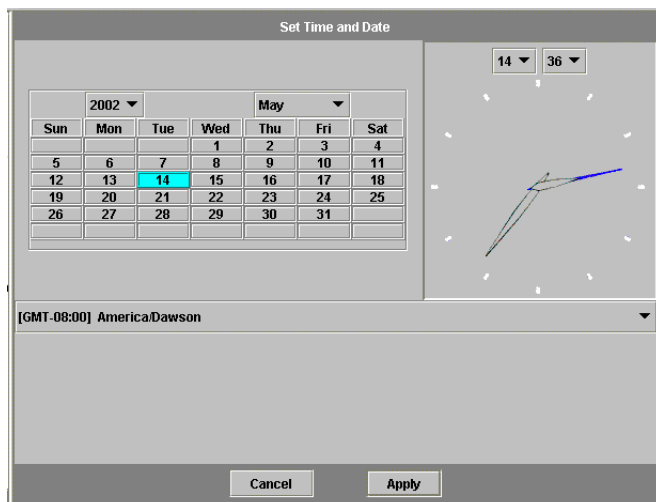 Set Time and Date
14 36
2002 May
Sun Mon Tue Wed Thu Fri Sat
1 2 3 4
5 6 7 8 9 10 11
12 13 14 15 16 17 18
19 20 21 22 23 24 25
26 27 28 29 30 31
[GMT-08:00] America/Dawson
Cancel Apply